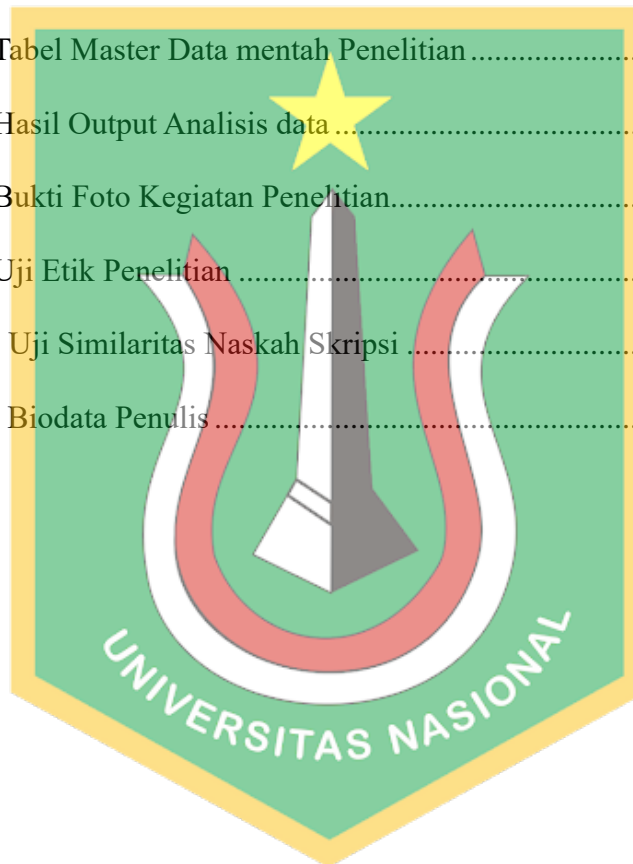 Tabel Master Data mentah Penelitian ....................
Hasil Output Analisis data ....................................
Bukti Foto Kegiatan Penelitian..............................
Uji Etik Penelitian ................................................
Uji Similaritas Naskah Skripsi ............................
Biodata Penulis ....................................................
UNIVERSITAS NASIONAL